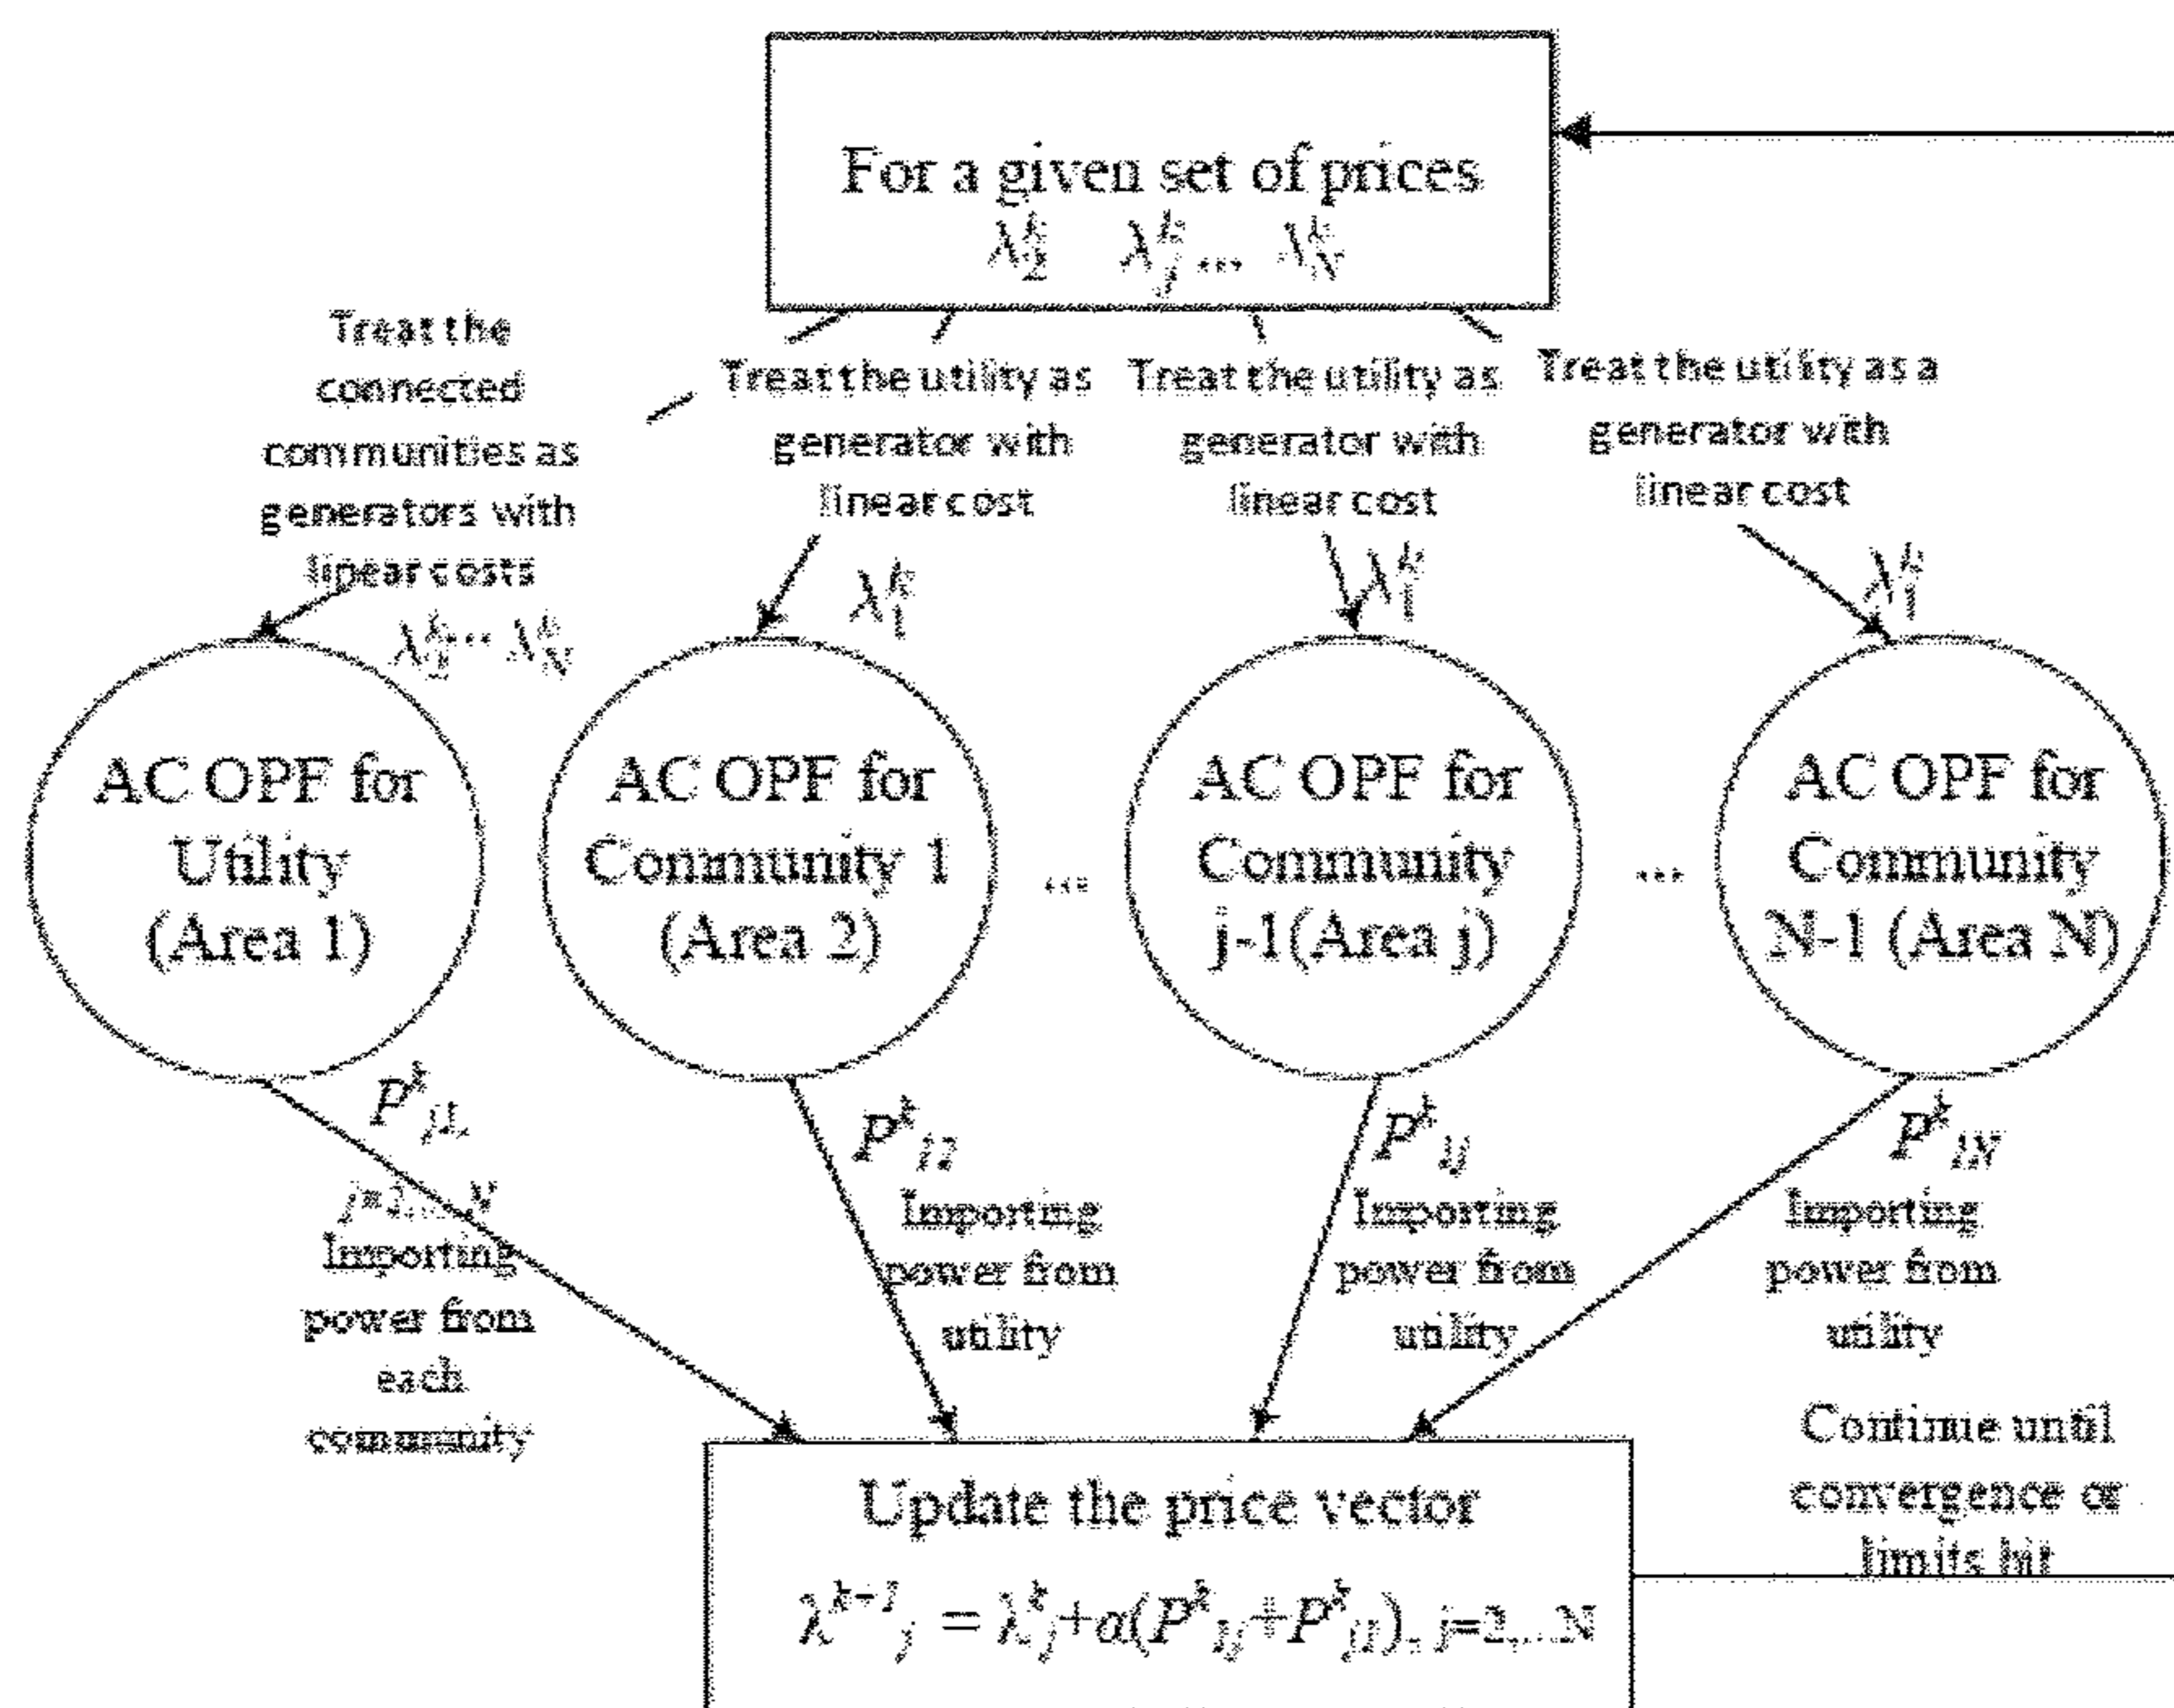 For a given set of prices
λ₂ᵏ λⱼᵏ ... λ_Nᵏ
Treat the
connected
communities as
generators with
linear costs
λ₂ᵏ... λ_Nᵏ
Treat the utility as
generator with
linear cost
λ₁ᵏ
Treat the utility as
generator with
linear cost
λ₁ᵏ
Treat the utility as a
generator with
linear cost
λ₁ᵏ
AC OPF for
Utility
(Area 1)
AC OPF for
Community 1
(Area 2)
...
AC OPF for
Community
j-1(Area j)
...
AC OPF for
Community
N-1 (Area N)
Pᵏⱼ₁,
Importing
power from
each
community
Pᵏ₁₂
Importing
power from
utility
Pᵏ₁ⱼ
Importing
power from
utility
Pᵏ_1N
Importing
power from
utility
Continue until
convergence or
limits hit
Update the price vector
λᵏ⁺¹ⱼ = λᵏⱼ+α(Pᵏ₁ⱼ+Pᵏⱼ₁), j=2,...N